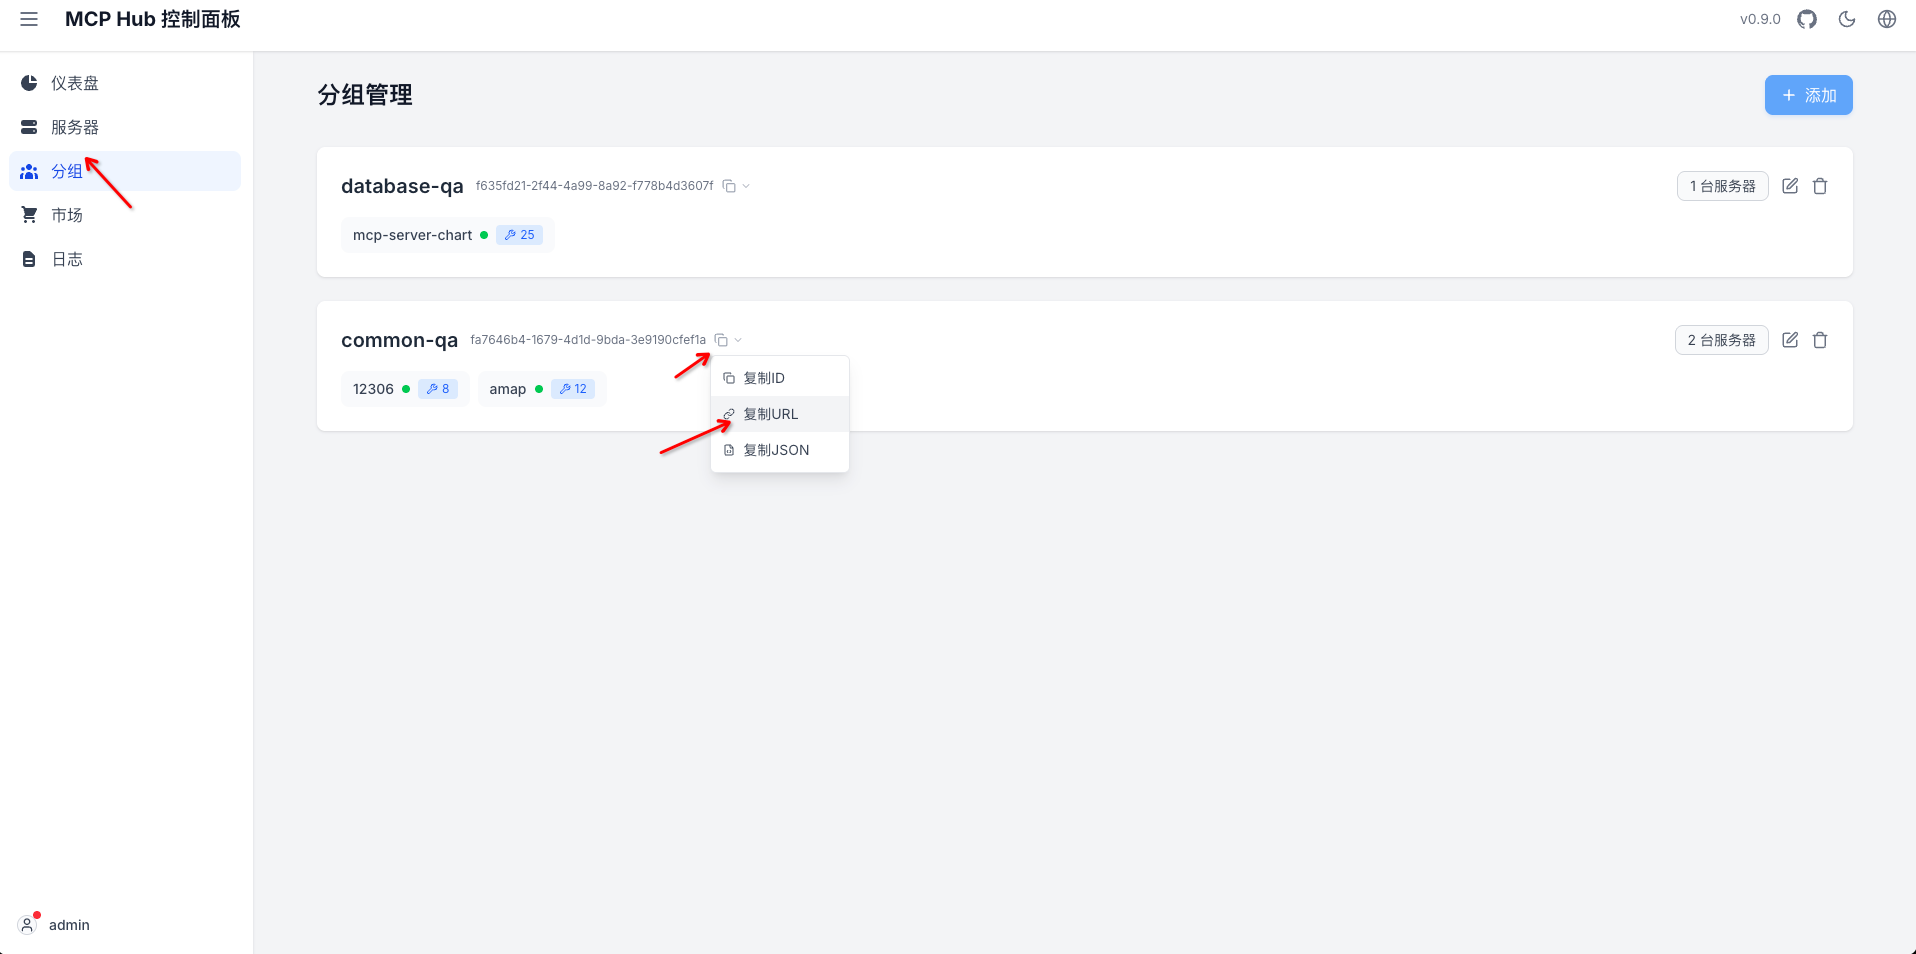 MCP Hub 控制面板
v0.9.0
仪表盘
服务器
分组
市场
日志
分组管理
添加
database-qa f635fd21-2f44-4a99-8a92-f778b4d3607f
1 台服务器
mcp-server-chart 25
common-qa fa7646b4-1679-4d1d-9bda-3e9190cfef1a
2 台服务器
12306 8 amap 12
复制ID
复制URL
复制JSON
admin